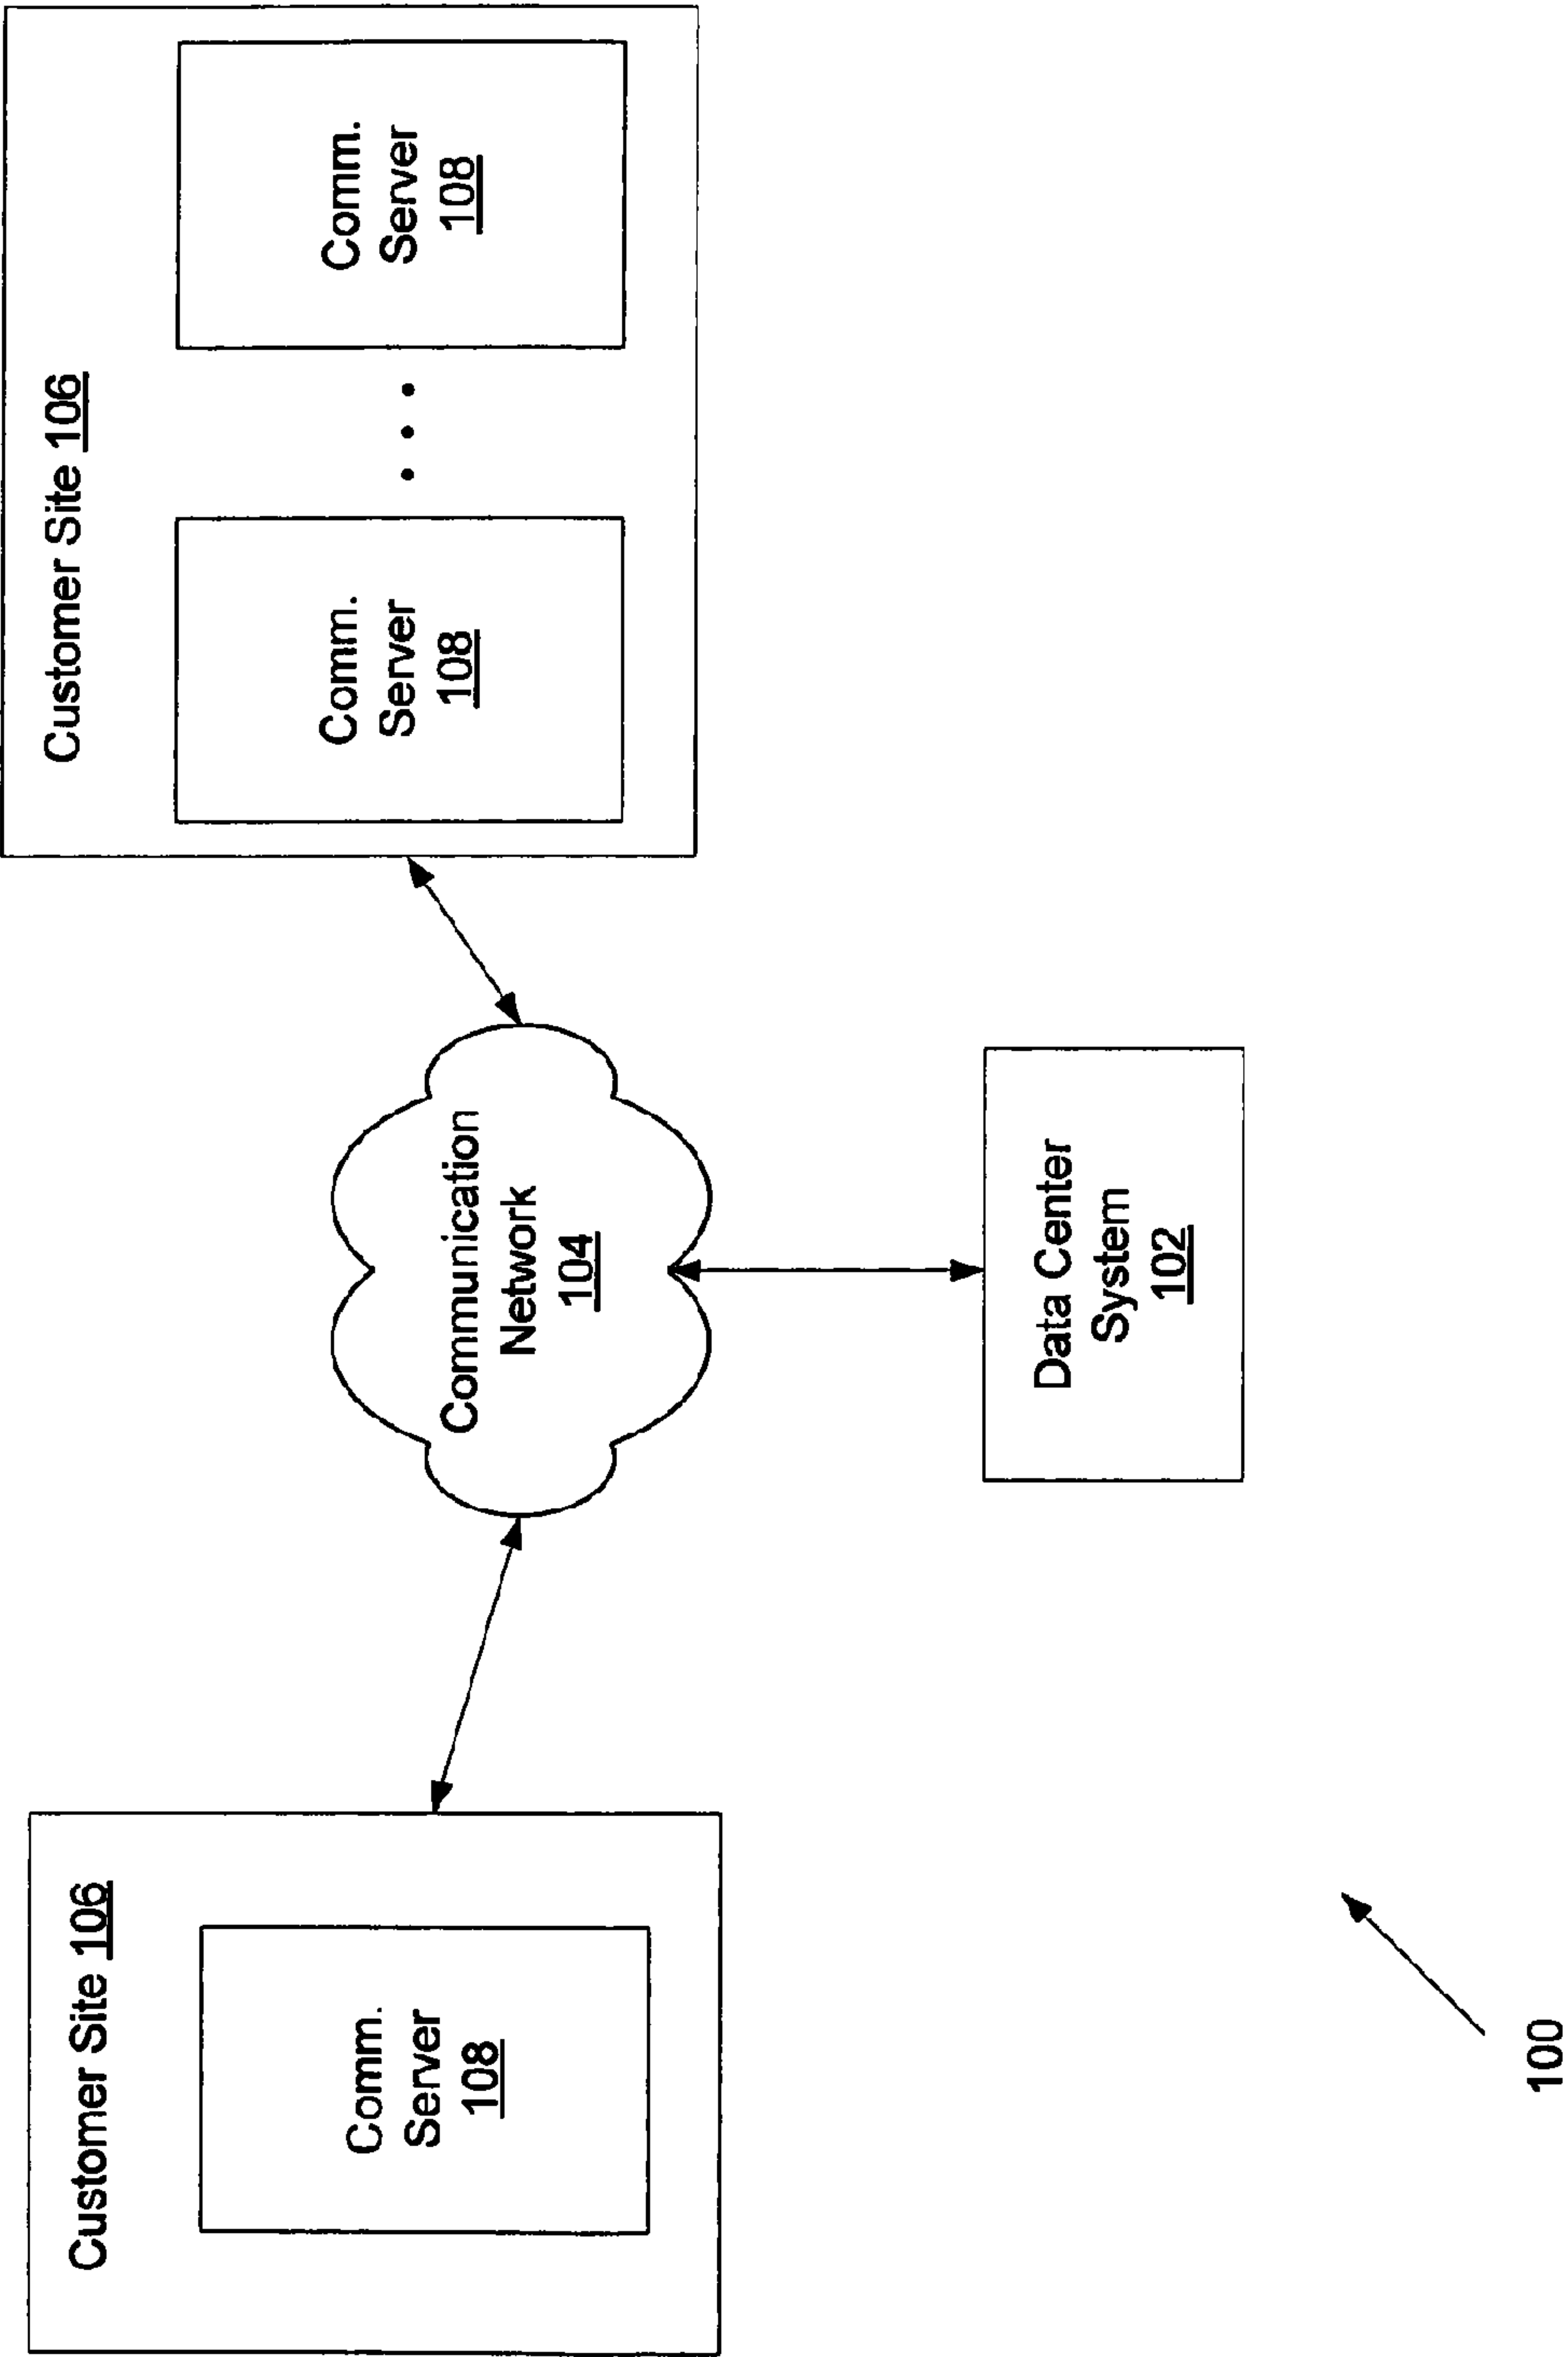 Customer Site 106
Comm.
Server
108
Communication
Network
104
Customer Site 106
Comm.
Server
108
Comm.
Server
108
Data Center
System
102
100